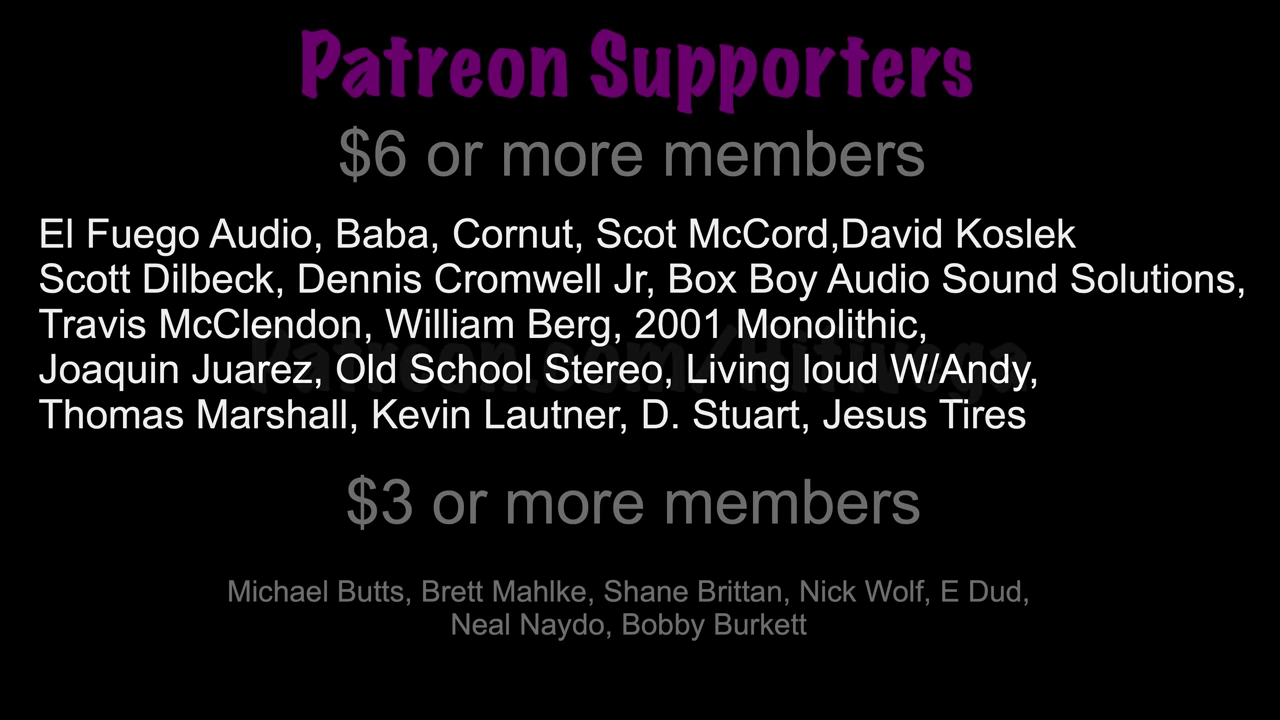 Patreon Supporters
$6 or more members
El Fuego Audio, Baba, Cornut, Scot McCord,David Koslek
Scott Dilbeck, Dennis Cromwell Jr, Box Boy Audio Sound Solutions,
Travis McClendon, William Berg, 2001 Monolithic,
Joaquin Juarez, Old School Stereo, Living loud W/Andy,
Thomas Marshall, Kevin Lautner, D. Stuart, Jesus Tires
$3 or more members
Michael Butts, Brett Mahlke, Shane Brittan, Nick Wolf, E Dud,
Neal Naydo, Bobby Burkett